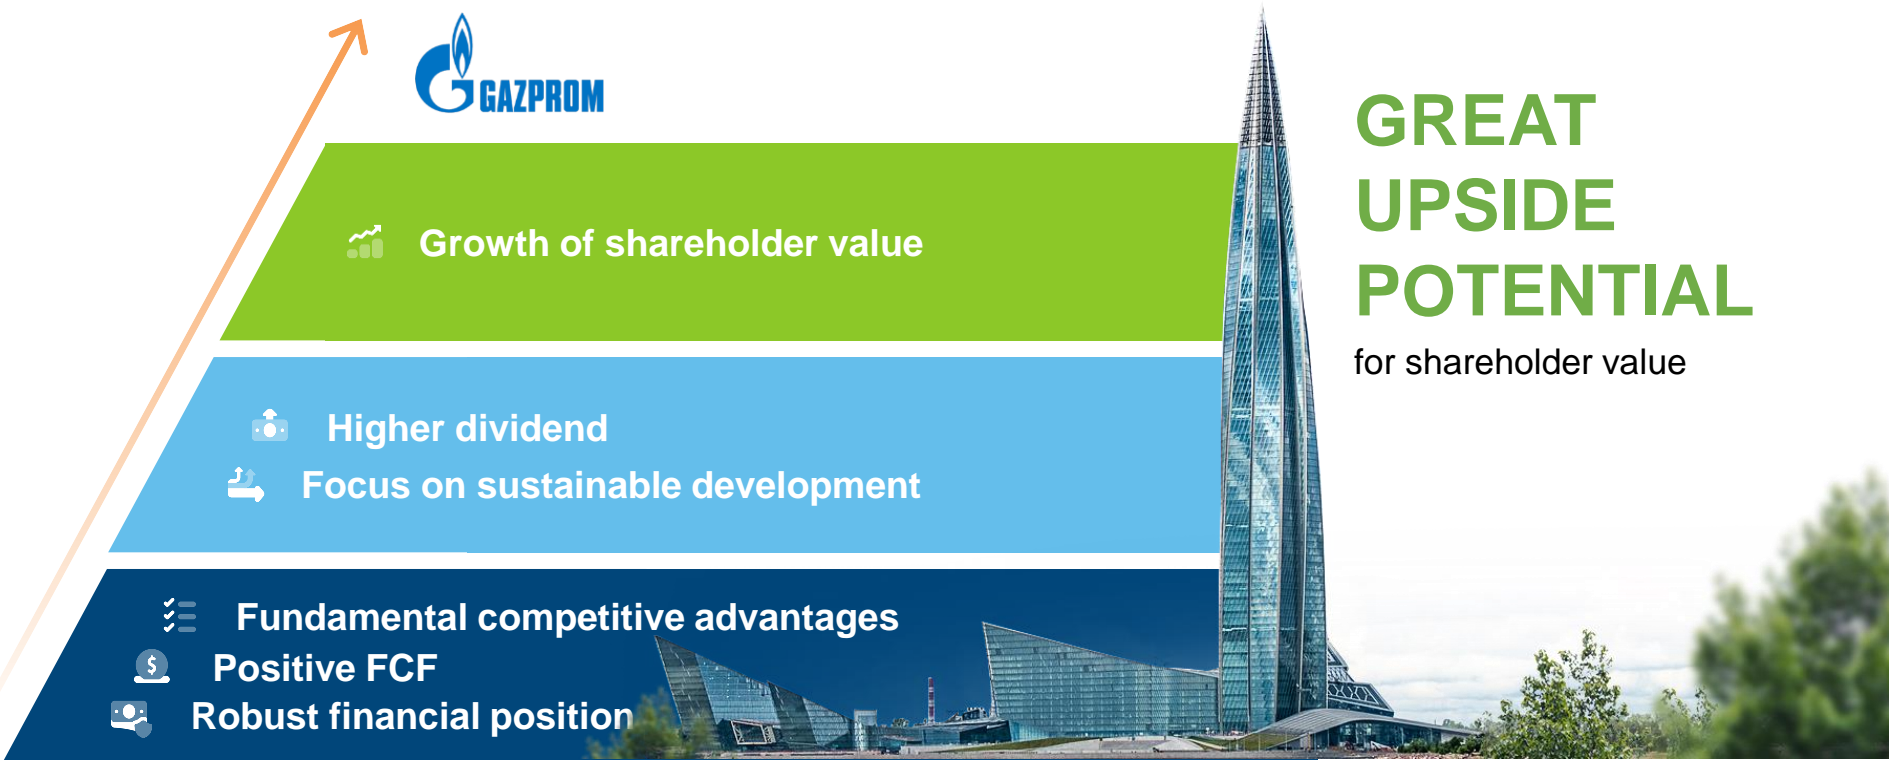 GAZPROM
GREAT
UPSIDE
POTENTIAL
for shareholder value
Growth of shareholder value
Higher dividend
Focus on sustainable development
Fundamental competitive advantages
Positive FCF
Robust financial position